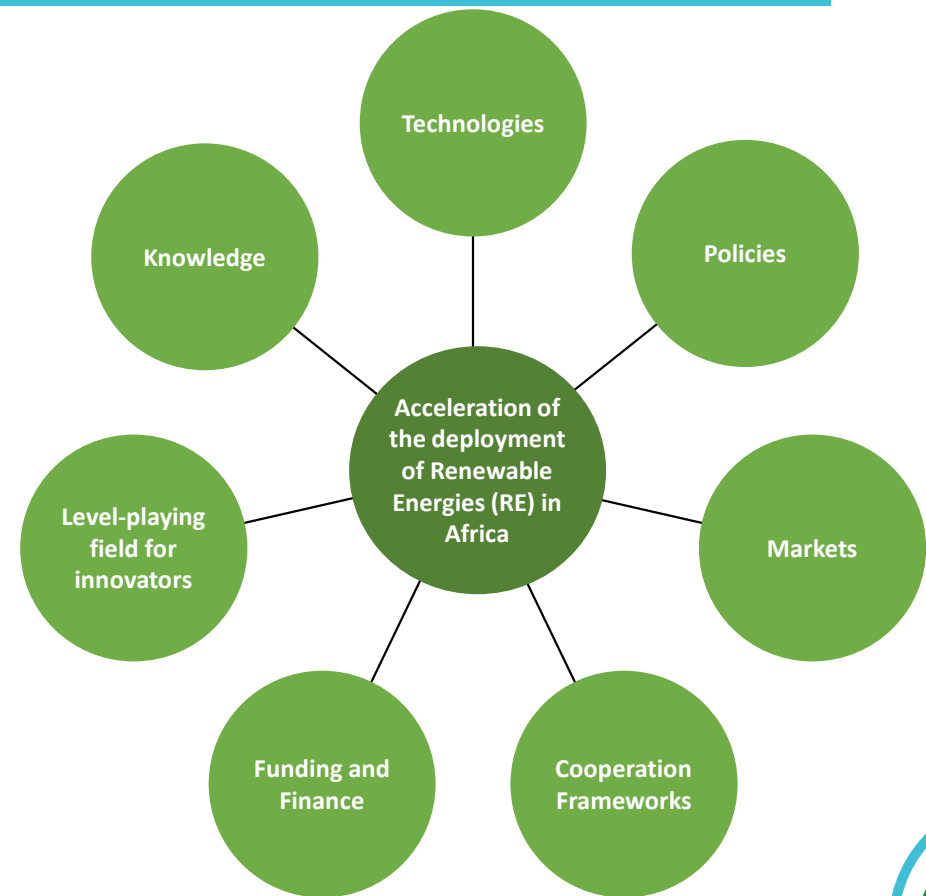 Technologies
Knowledge
Policies
Acceleration of
the deployment
of Renewable
Energies (RE) in
Africa
Level-playing
field for
innovators
Markets
Funding and
Finance
Cooperation
Frameworks